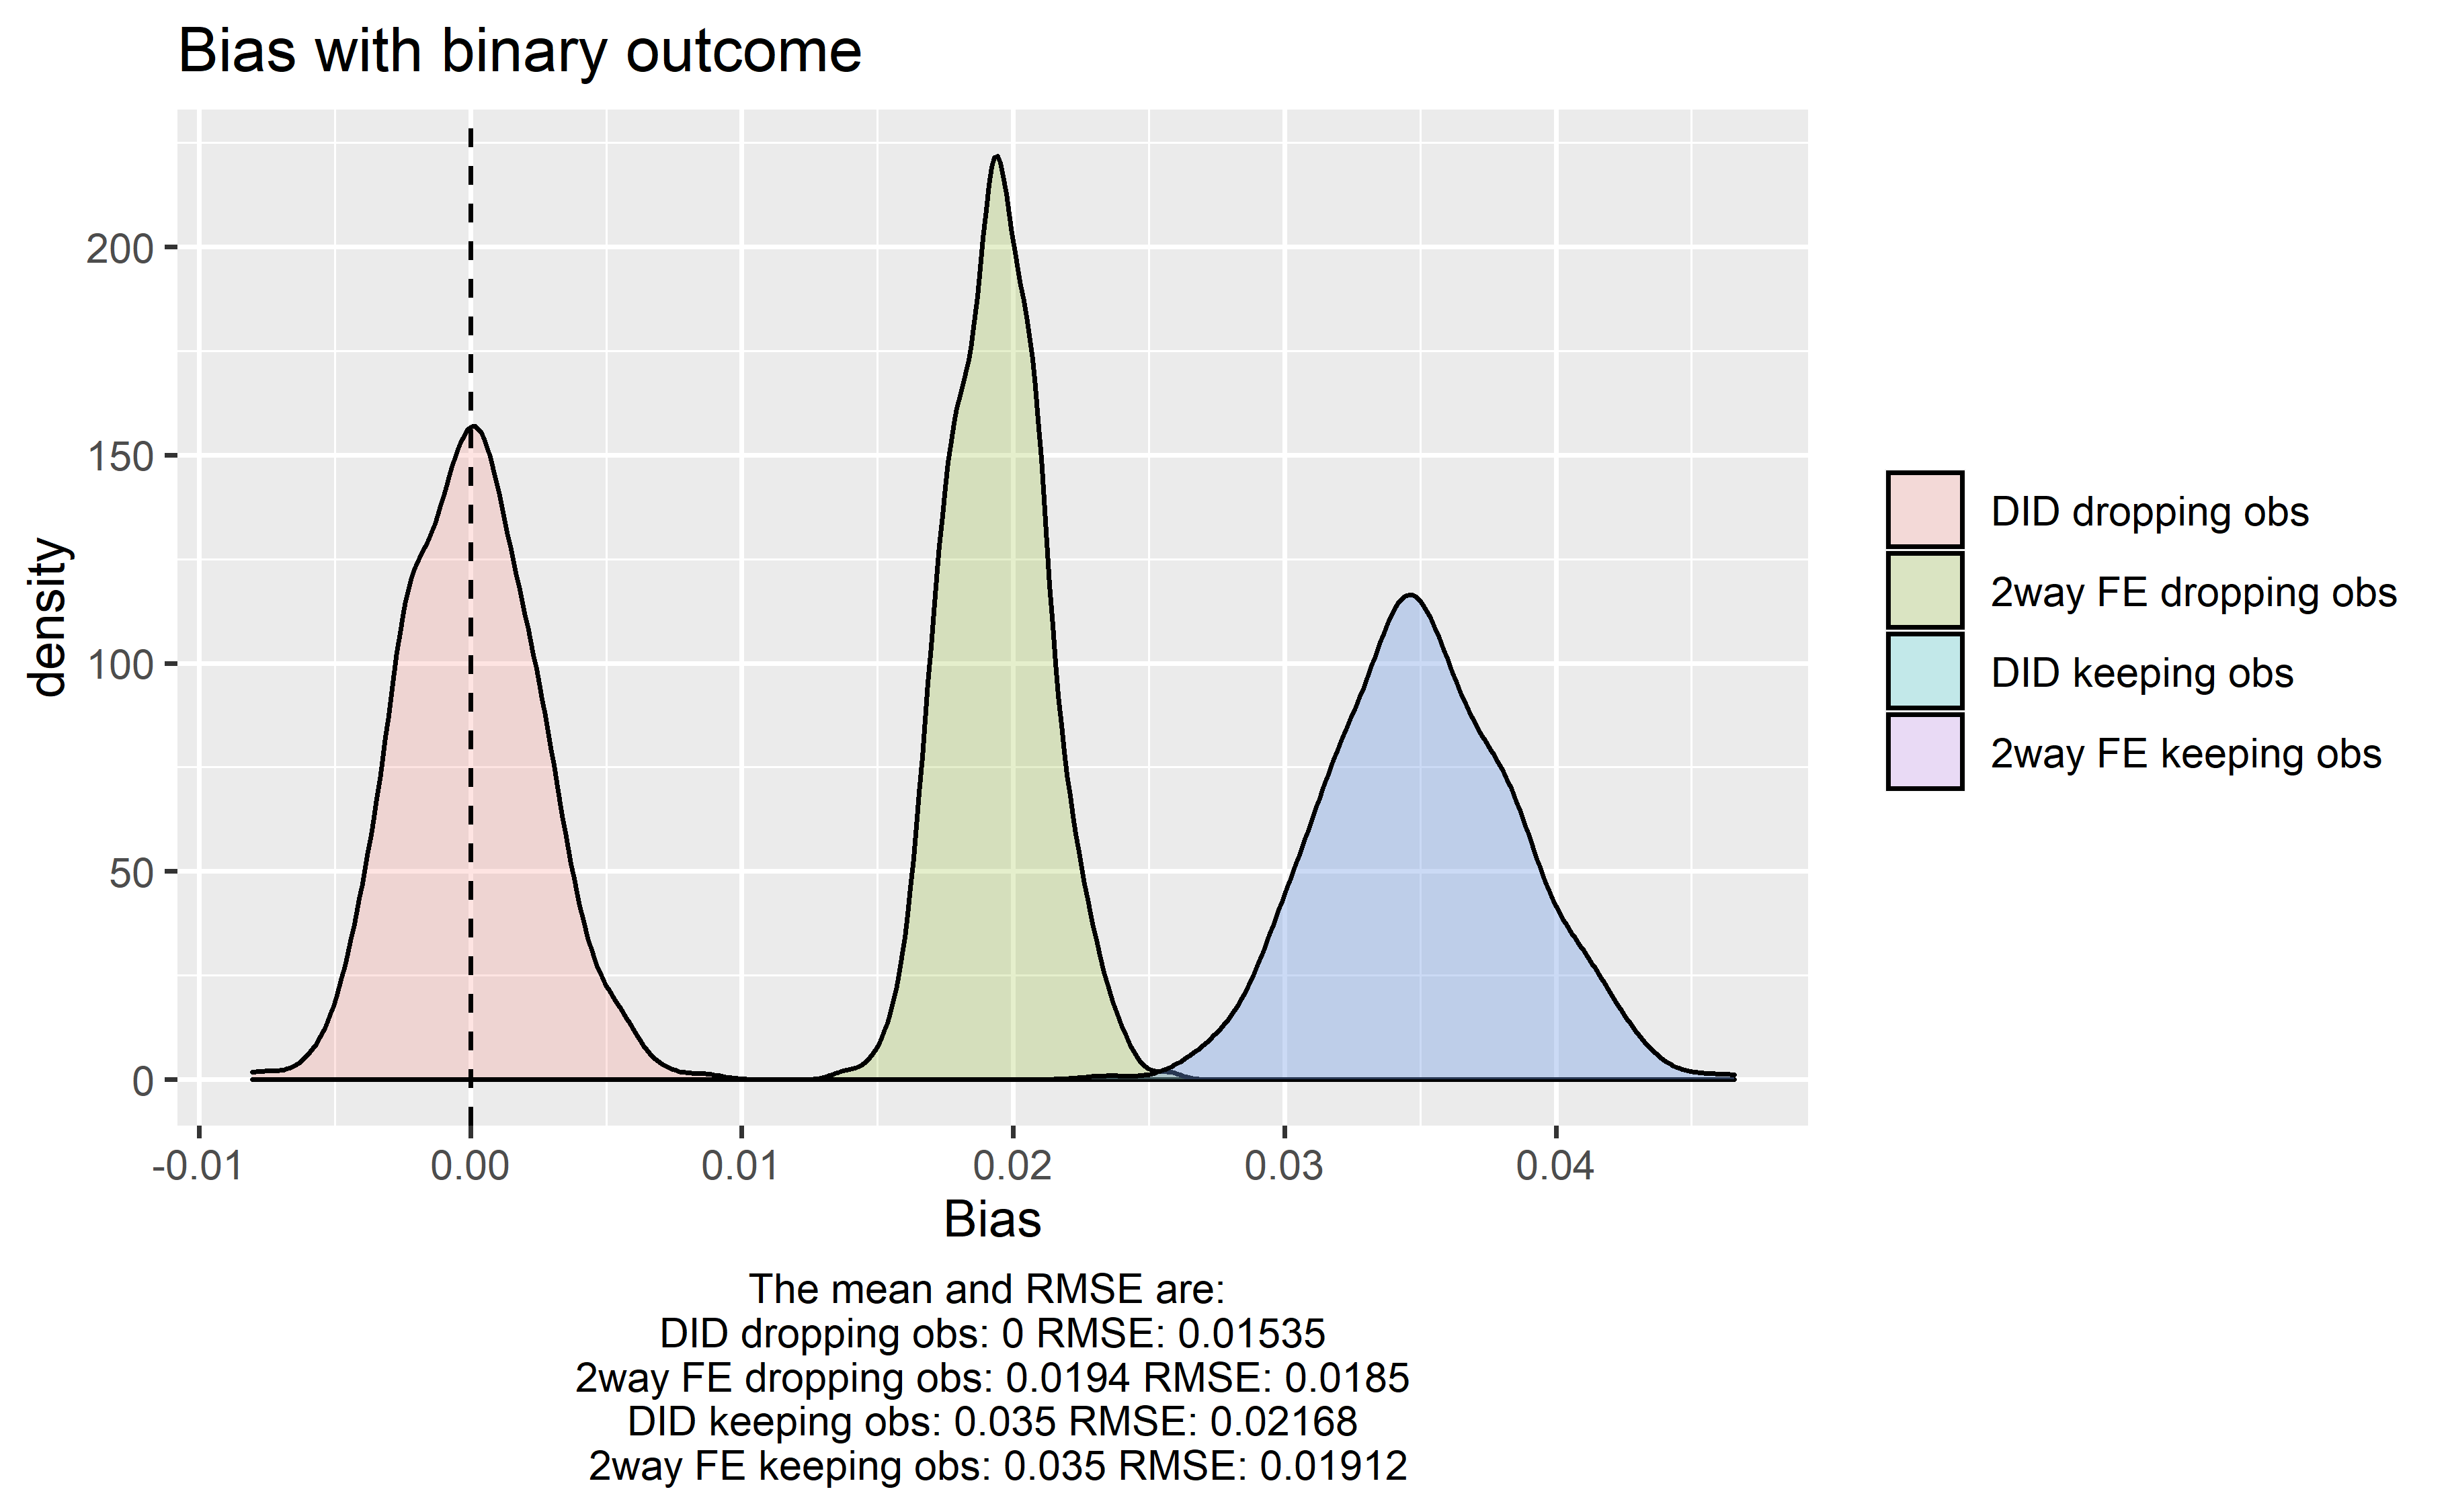 Bias with binary outcome
density
200
150
100
50
0
-0.01
0.00
0.01
0.02
0.03
0.04
Bias
DID dropping obs
2way FE dropping obs
DID keeping obs
2way FE keeping obs
The mean and RMSE are:
DID dropping obs: 0 RMSE: 0.01535
2way FE dropping obs: 0.0194 RMSE: 0.0185
DID keeping obs: 0.035 RMSE: 0.02168
2way FE keeping obs: 0.035 RMSE: 0.01912